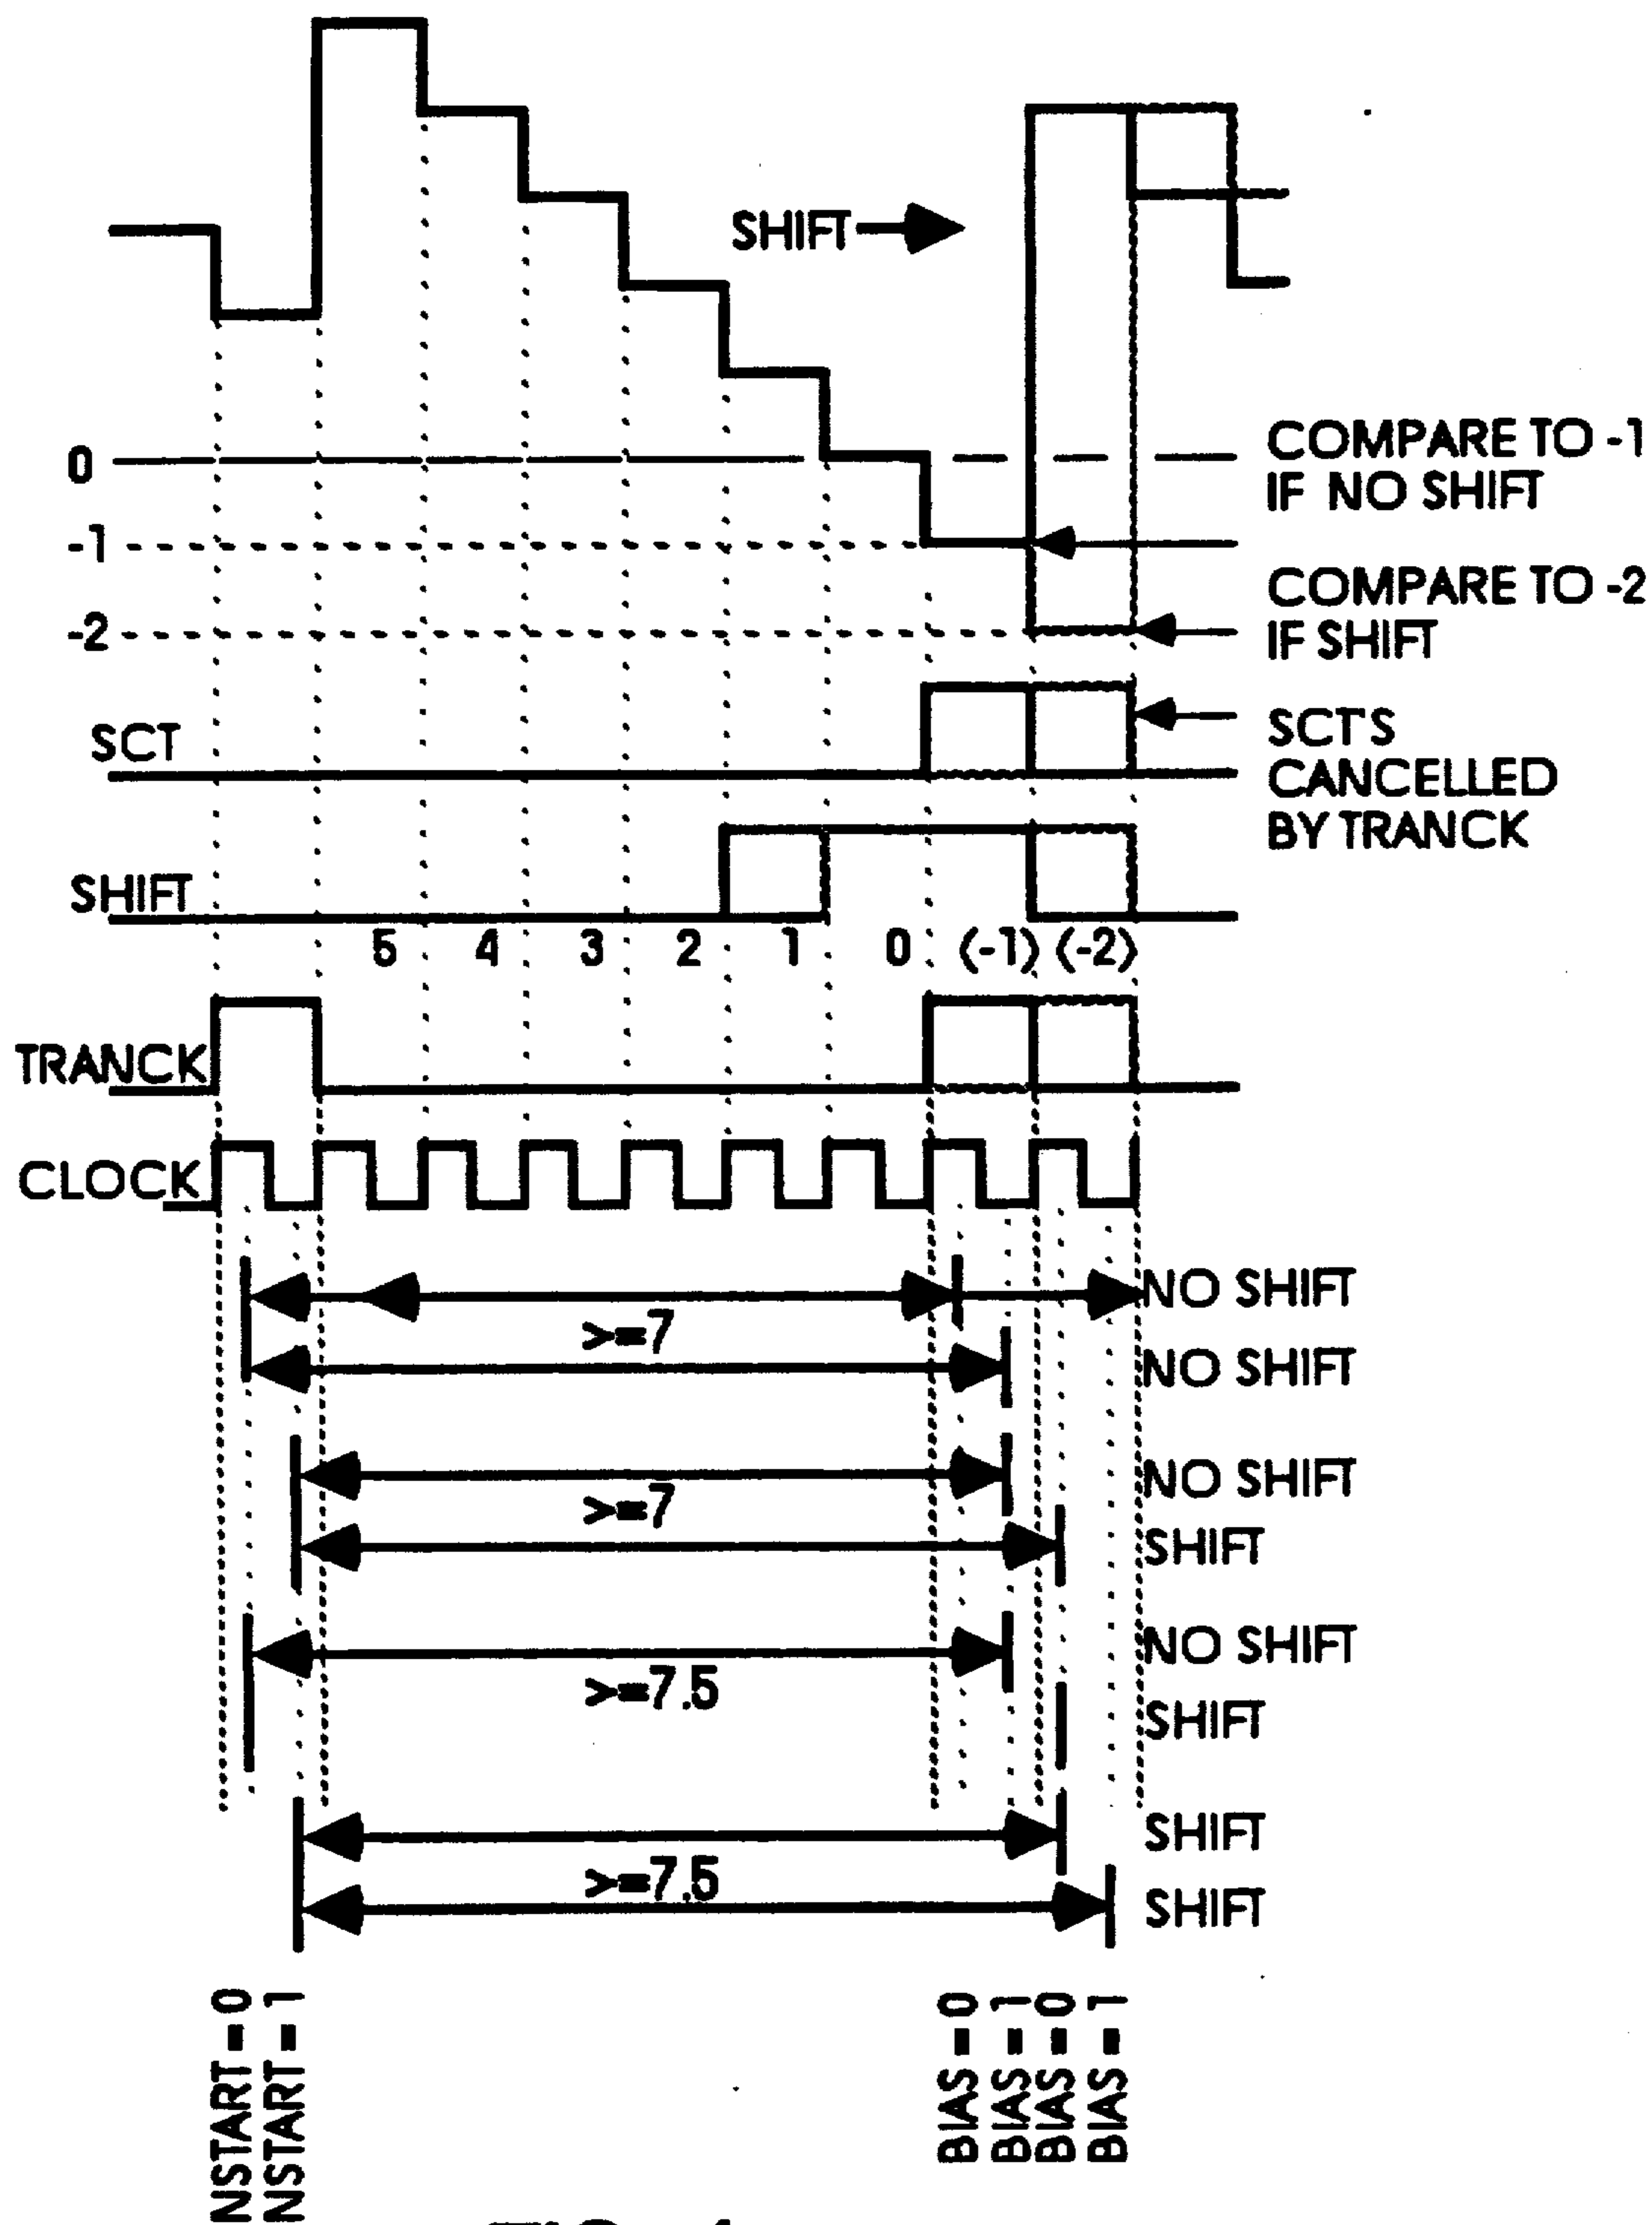 SHIFT
0
COMPARE TO -1
IF NO SHIFT
-1
COMPARE TO -2
IF SHIFT
-2
SCT
SCT'S
CANCELLED
BY TRANCK
SHIFT
5 4 3 2 1 0 (-1) (-2)
TRANCK
CLOCK
NO SHIFT
>=7
NO SHIFT
NO SHIFT
>=7
SHIFT
NO SHIFT
>=7.5
SHIFT
SHIFT
>=7.5
SHIFT
NSTART = 0
NSTART = 1
BIAS = 0
BIAS = 1
BIAS = 0
BIAS = 1